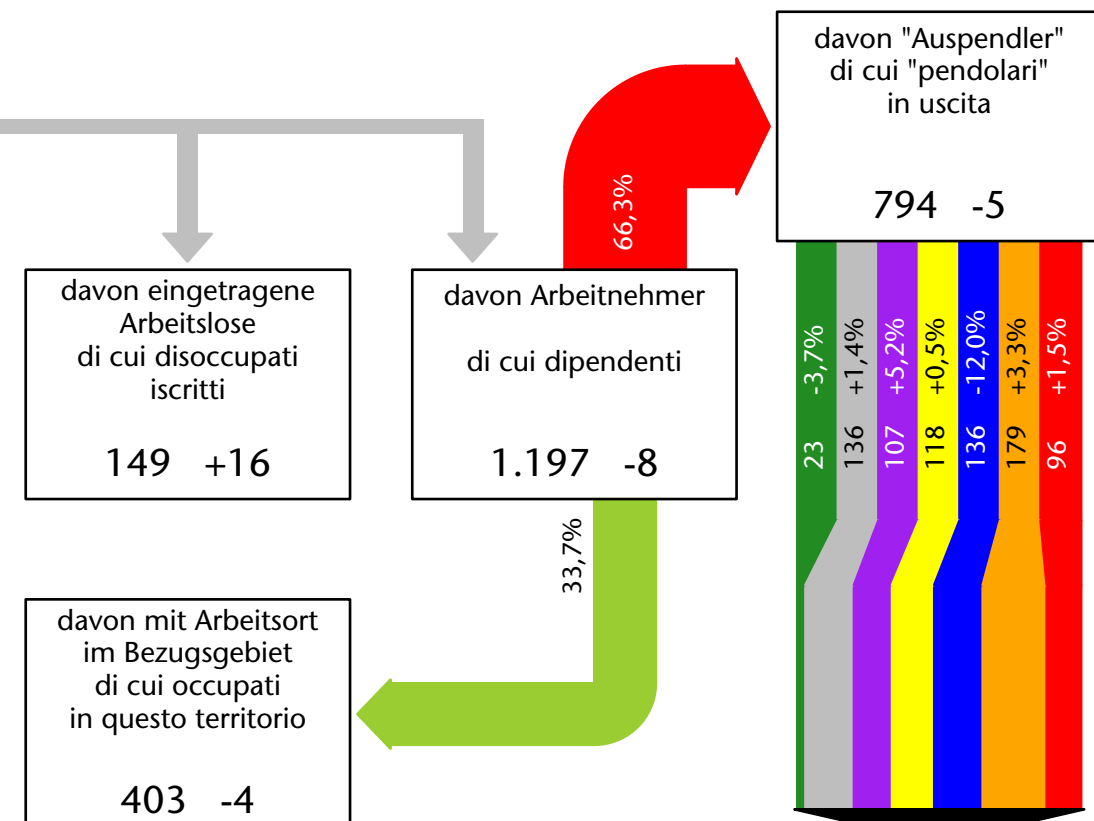 davon "Auspendler"
di cui "pendolari"
in uscita
794 -5
66,3%
davon eingetragene
Arbeitslose
di cui disoccupati
iscritti
149 +16
davon Arbeitnehmer
di cui dipendenti
1.197 -8
23 -3,7%
136 +1,4%
107 +5,2%
118 +0,5%
136 -12,0%
179 +3,3%
96 +1,5%
33,7%
davon mit Arbeitsort
im Bezugsgebiet
di cui occupati
in questo territorio
403 -4